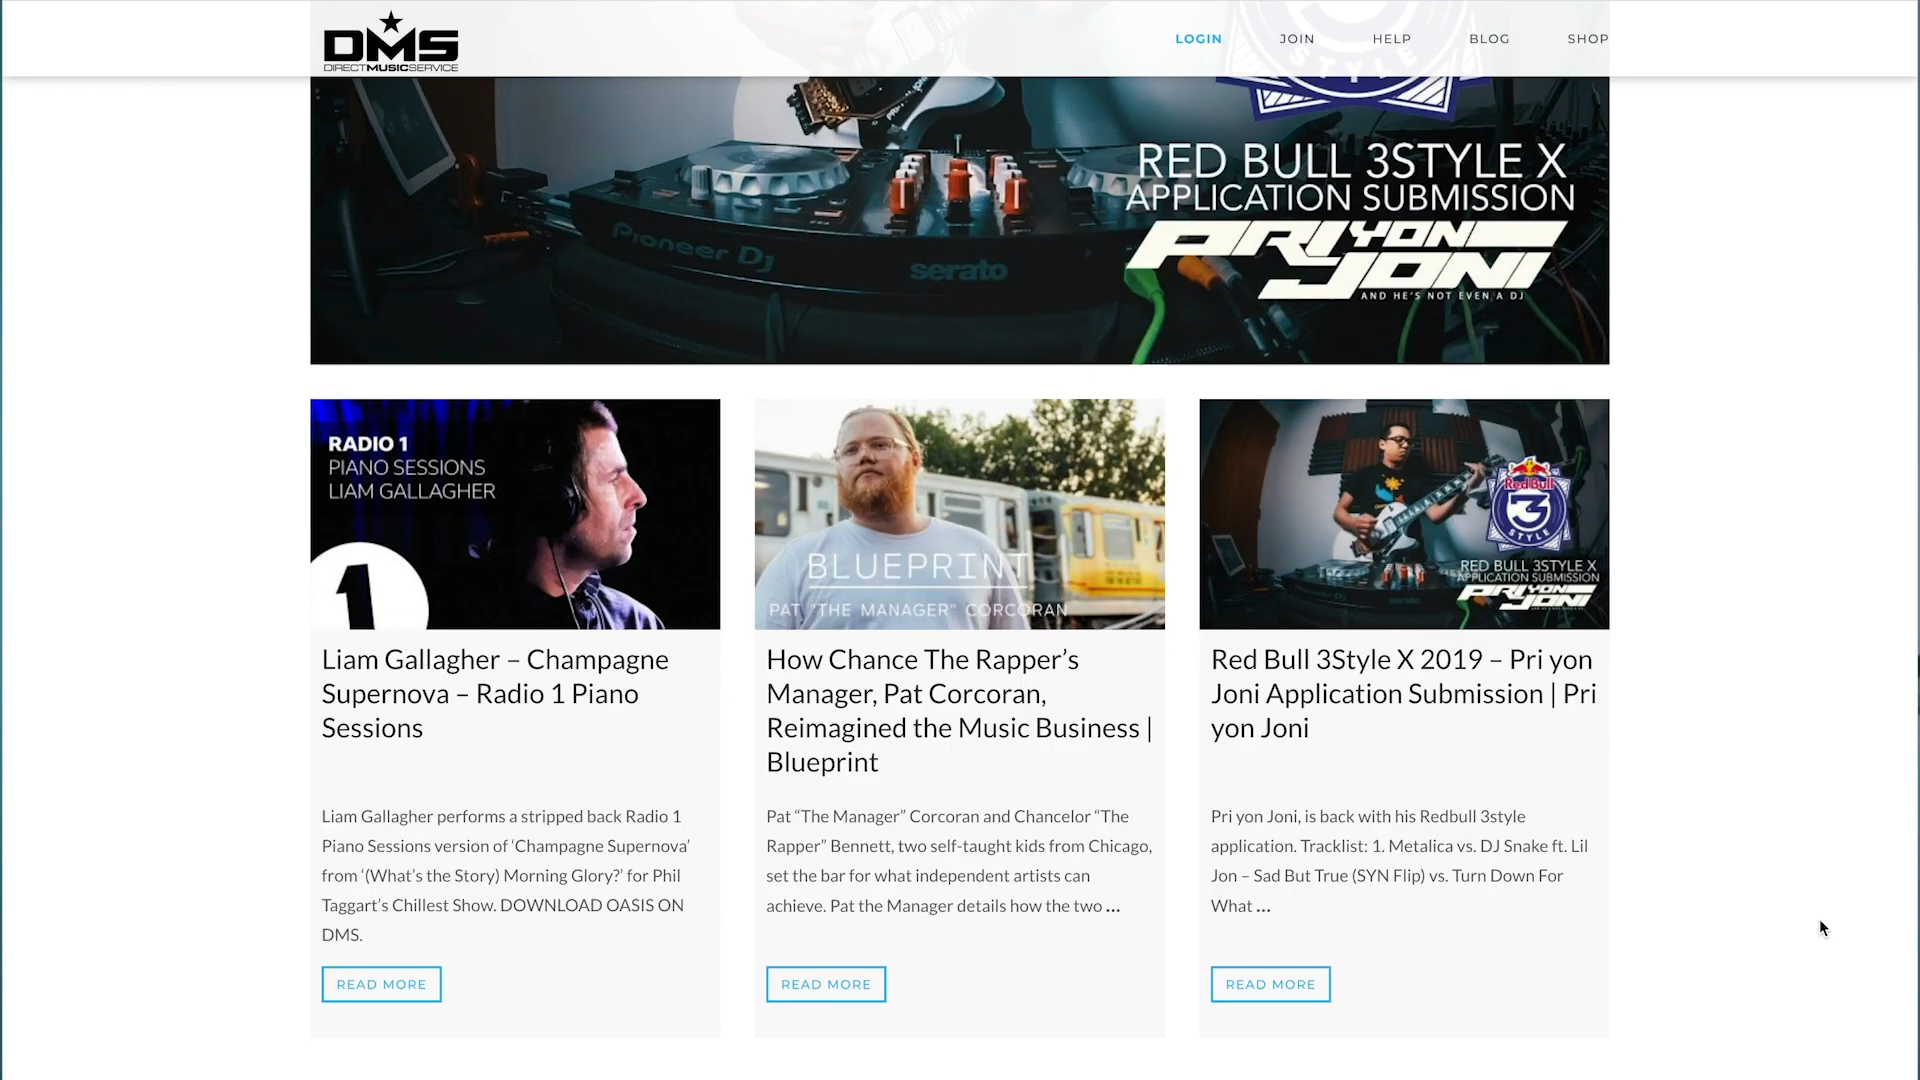 DMS
DIRECTMUSICSERVICE
LOGIN
JOIN
HELP
BLOG
SHOP
STYLE
RED BULL 3STYLE X
APPLICATION SUBMISSION
PRI YON
JONI
AND HE'S NOT EVEN A DJ
Pioneer Dj
serato
RADIO 1
PIANO SESSIONS
LIAM GALLAGHER
1
BLUEPRINT
PAT "THE MANAGER" CORCORAN
Red Bull
3
STYLE
RED BULL 3STYLE X
APPLICATION SUBMISSION
PRI YON
JONI
serato
Liam Gallagher – Champagne
Supernova – Radio 1 Piano
Sessions
How Chance The Rapper’s
Manager, Pat Corcoran,
Reimagined the Music Business |
Blueprint
Red Bull 3Style X 2019 – Pri yon
Joni Application Submission | Pri
yon Joni
Liam Gallagher performs a stripped back Radio 1
Piano Sessions version of ‘Champagne Supernova’
from ‘(What’s the Story) Morning Glory?’ for Phil
Taggart’s Chillest Show. DOWNLOAD OASIS ON
DMS.
Pat “The Manager” Corcoran and Chancelor “The
Rapper” Bennett, two self-taught kids from Chicago,
set the bar for what independent artists can
achieve. Pat the Manager details how the two ...
Pri yon Joni, is back with his Redbull 3style
application. Tracklist: 1. Metalica vs. DJ Snake ft. Lil
Jon – Sad But True (SYN Flip) vs. Turn Down For
What ...
READ MORE
READ MORE
READ MORE